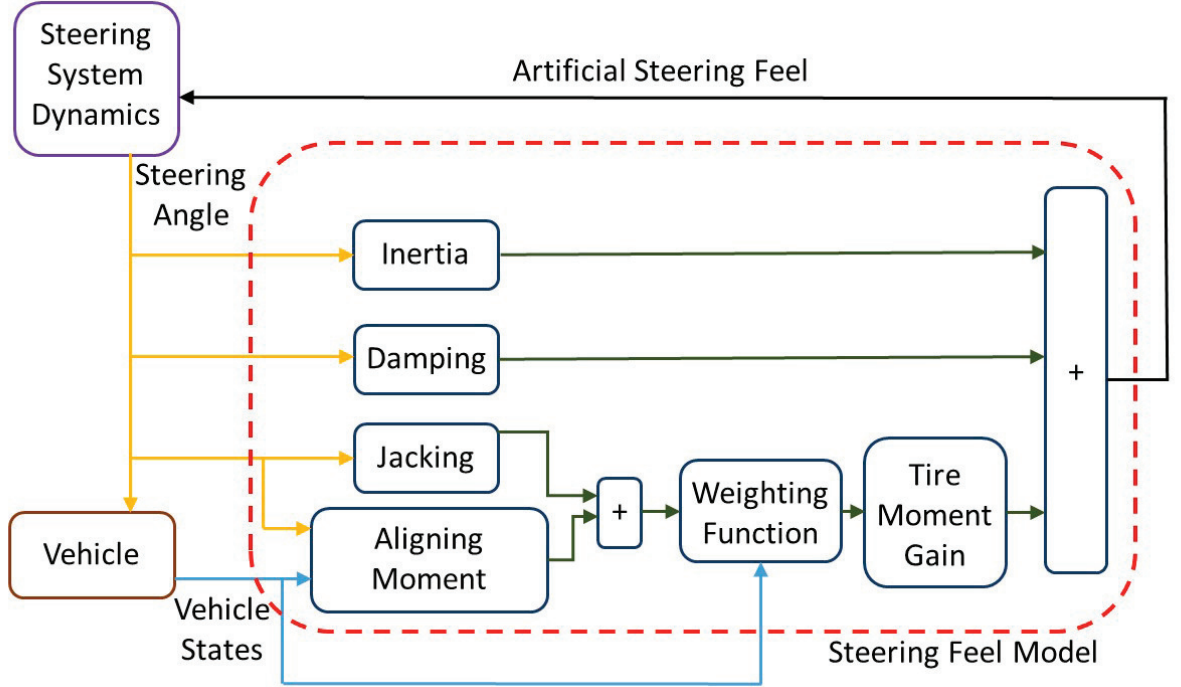 Steering
System
Dynamics
Artificial Steering Feel
Steering
Angle
Inertia
Damping
+
Jacking
Weighting
Function
Tire
Moment
Gain
+
Vehicle
Aligning
Moment
Vehicle
States
Steering Feel Model